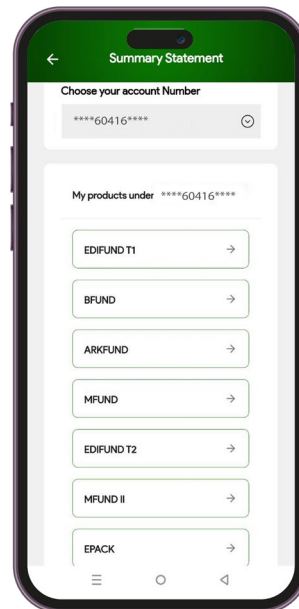 Summary Statement
Choose your account Number
****60416****
My products under ****60416****
EDIFUND T1
BFUND
ARKFUND
MFUND
EDIFUND T2
MFUND II
EPACK